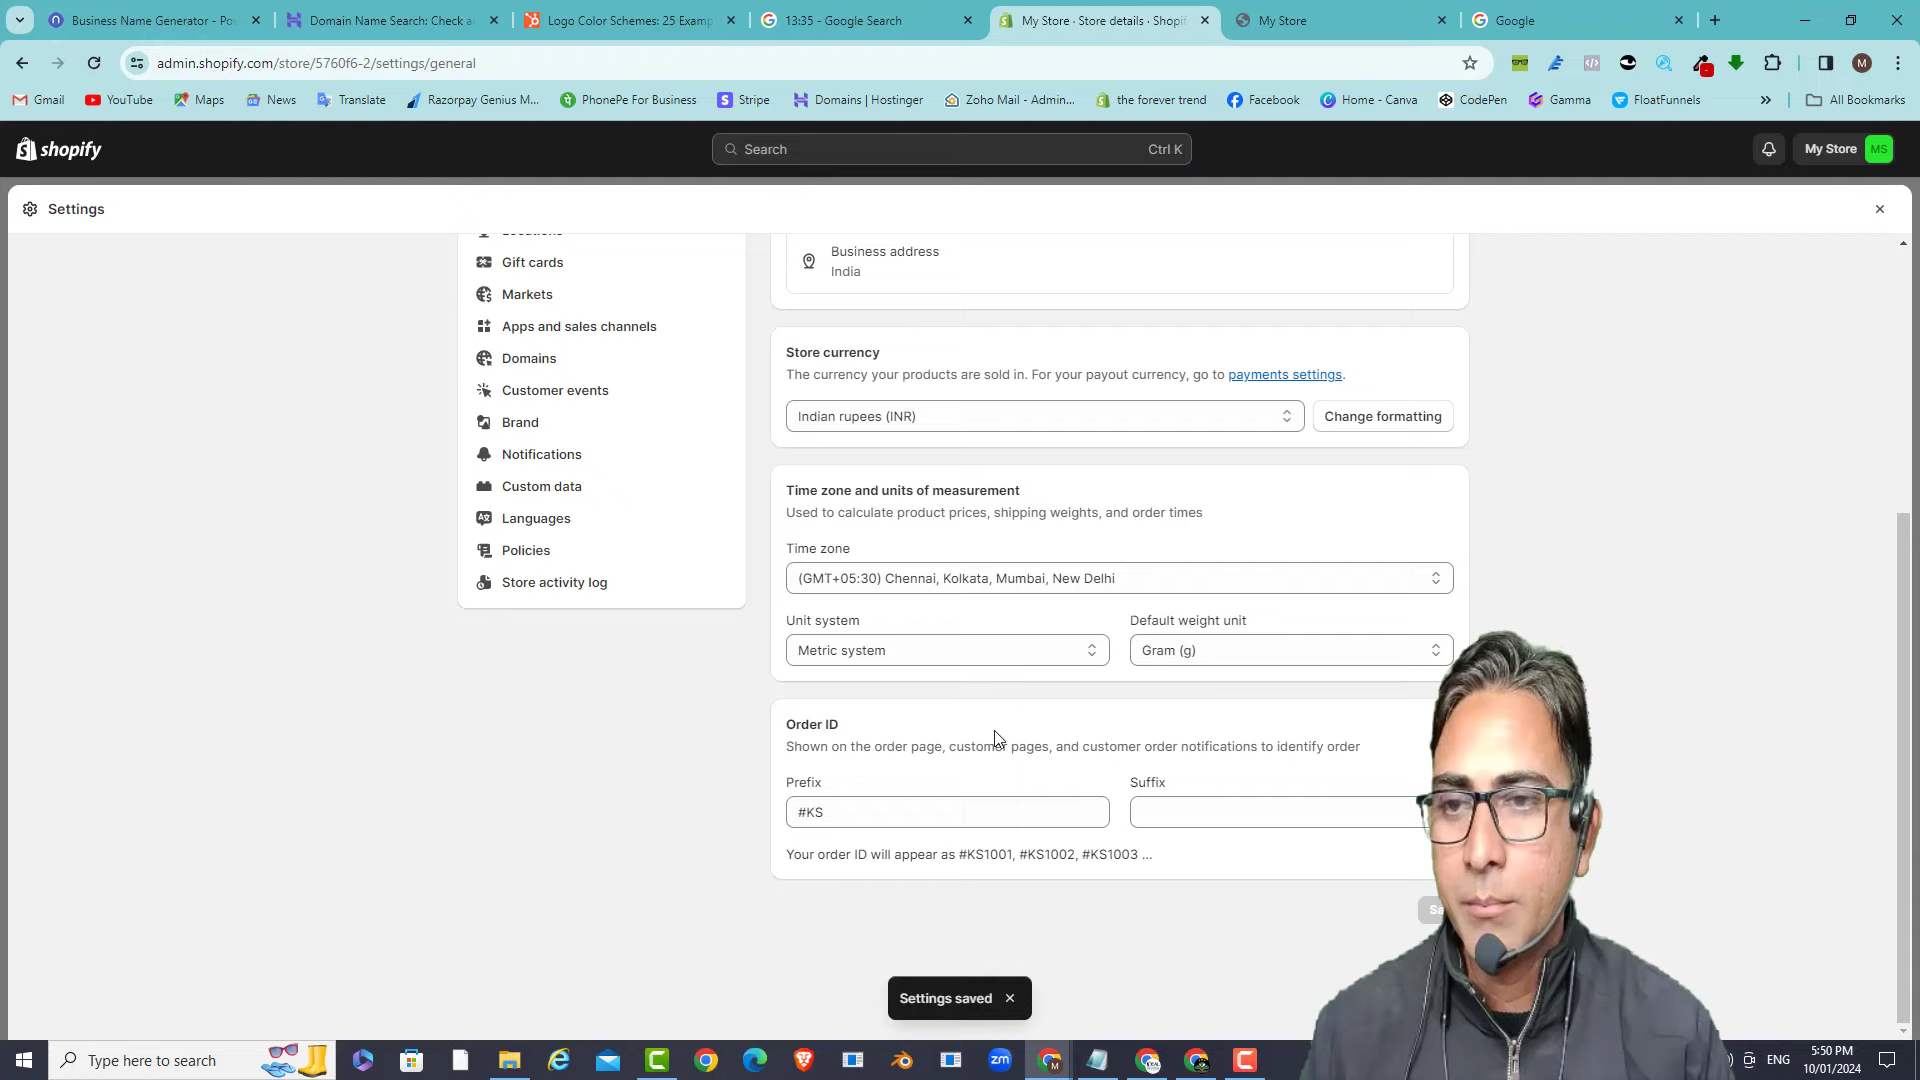 Business Name Generator - Po
Domain Name Search: Check a
Logo Color Schemes: 25 Examp
13:35 - Google Search
My Store · Store details · Shopif
My Store
Google
admin.shopify.com/store/5760f6-2/settings/general
M
Gmail
YouTube
Maps
News
Translate
Razorpay Genius M...
PhonePe For Business
Stripe
Domains | Hostinger
Zoho Mail - Admin...
the forever trend
Facebook
Home - Canva
CodePen
Gamma
FloatFunnels
All Bookmarks
shopify
Search
Ctrl K
My Store
MS
Settings
Gift cards
Markets
Apps and sales channels
Domains
Customer events
Brand
Notifications
Custom data
Languages
Policies
Store activity log
Business address
India
Store currency
The currency your products are sold in. For your payout currency, go to payments settings.
Indian rupees (INR)
Change formatting
Time zone and units of measurement
Used to calculate product prices, shipping weights, and order times
Time zone
(GMT+05:30) Chennai, Kolkata, Mumbai, New Delhi
Unit system
Default weight unit
Metric system
Gram (g)
Order ID
Shown on the order page, customer pages, and customer order notifications to identify order
Prefix
Suffix
#KS
Your order ID will appear as #KS1001, #KS1002, #KS1003 ...
Settings saved
Type here to search
zm
ENG
5:50 PM
10/01/2024